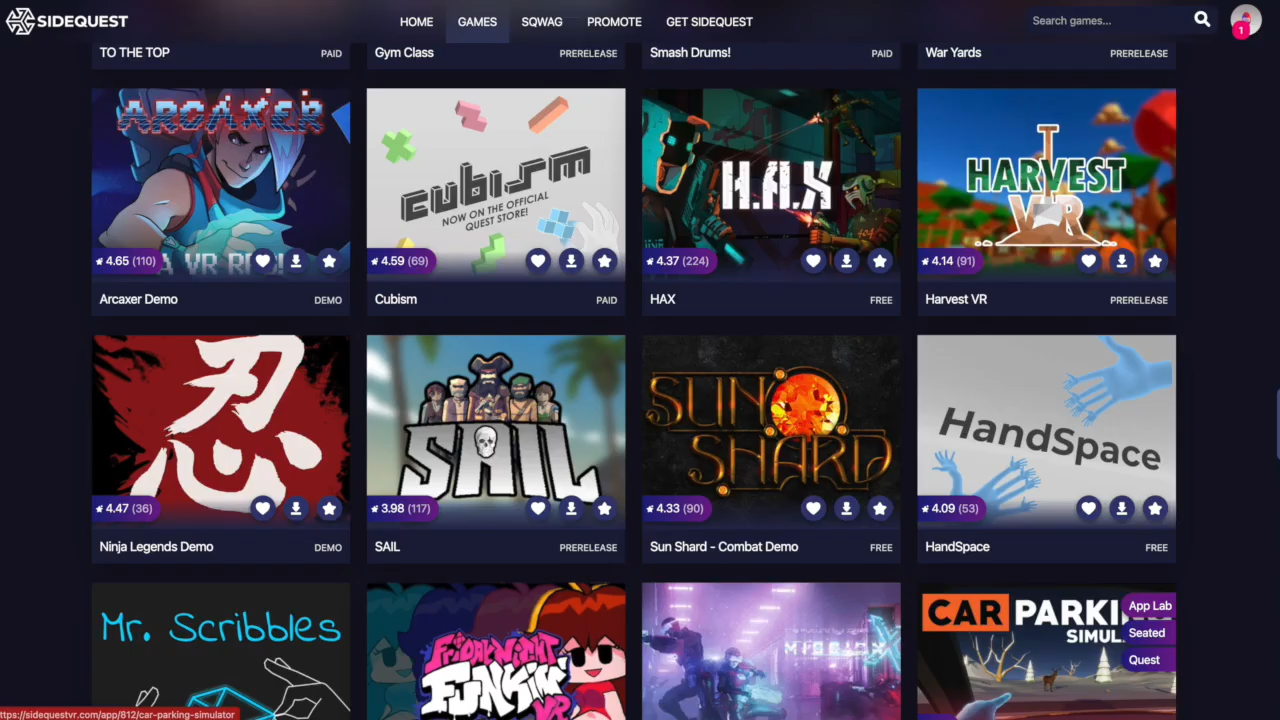 SIDEQUEST
HOME GAMES SQWAG PROMOTE GET SIDEQUEST
Search games...
1
TO THE TOP PAID
Gym Class PRERELEASE
Smash Drums! PAID
War Yards PRERELEASE
ARCAXER
A VR RPG!
4.65 (110)
Arcaxer Demo DEMO
CUBISM
NOW ON THE OFFICIAL
QUEST STORE!
4.59 (69)
Cubism PAID
H.A.X
4.37 (224)
HAX FREE
HARVEST
VR
4.14 (91)
Harvest VR PRERELEASE
忍
4.47 (36)
Ninja Legends Demo DEMO
SAIL
3.98 (117)
SAIL PRERELEASE
SUN
SHARD
4.33 (90)
Sun Shard - Combat Demo FREE
HandSpace
4.09 (53)
HandSpace FREE
Mr. Scribbles
FRIDAY NIGHT
FUNKIN'
VR
MISSION X
CAR PARKI
SIMUL
App Lab
Seated
Quest
https://sidequestvr.com/app/812/car-parking-simulator